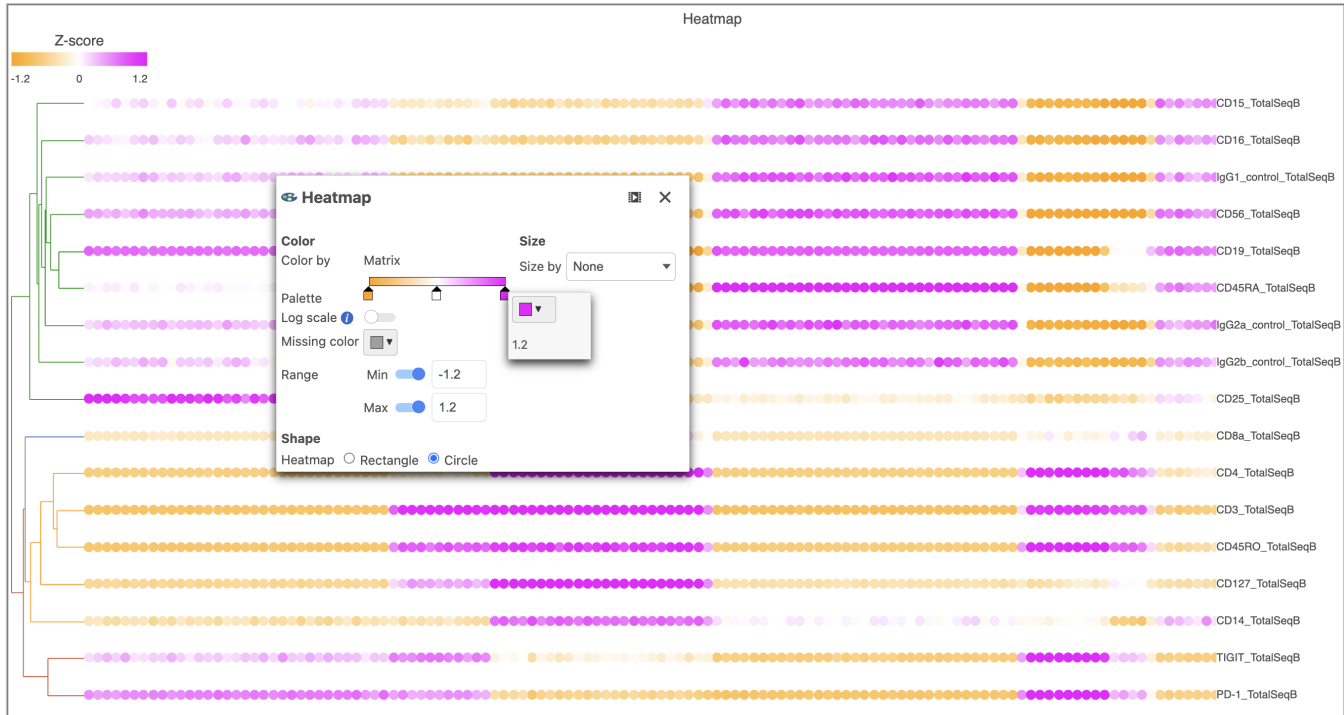 Heatmap
Z-score
-1.2 0 1.2
CD15_TotalSeqB
CD16_TotalSeqB
IgG1_control_TotalSeqB
CD56_TotalSeqB
CD19_TotalSeqB
CD45RA_TotalSeqB
IgG2a_control_TotalSeqB
IgG2b_control_TotalSeqB
CD25_TotalSeqB
CD8a_TotalSeqB
CD4_TotalSeqB
CD3_TotalSeqB
CD45RO_TotalSeqB
CD127_TotalSeqB
CD14_TotalSeqB
TIGIT_TotalSeqB
PD-1_TotalSeqB
Heatmap
Color
Color by Matrix
Palette
Log scale
Missing color
Range Min -1.2
Max 1.2
Size
Size by None
1.2
Shape
Heatmap Rectangle Circle